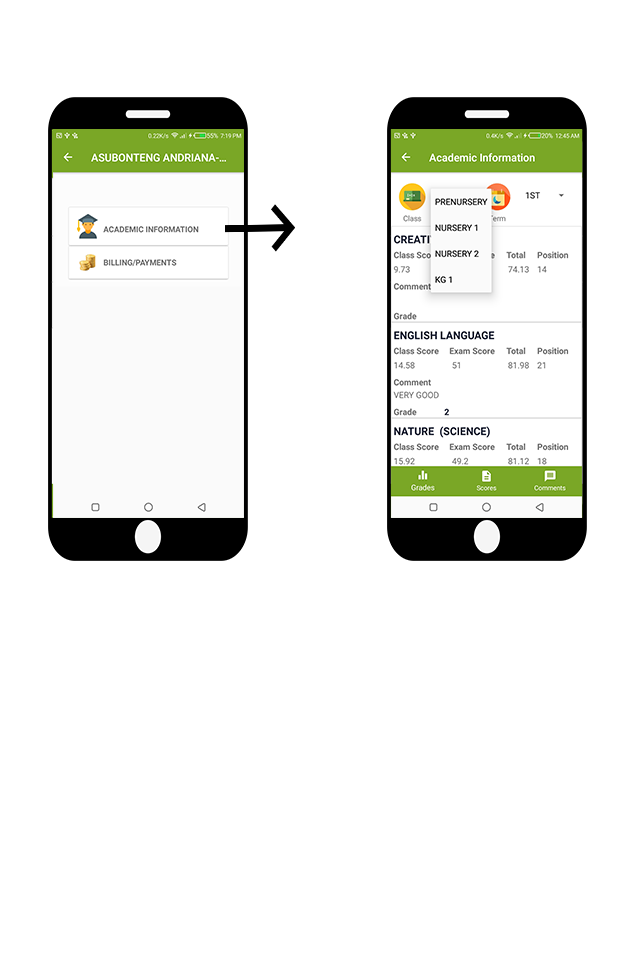 0.22K/s 55% 7:19 PM
ASUBONTENG ANDRIANA-...
ACADEMIC INFORMATION
BILLING/PAYMENTS
0.4K/s 20% 12:45 AM
Academic Information
Class
PRENURSERY
NURSERY 1
NURSERY 2
KG 1
Term
1ST
CREATI
Class Sco Total Position
9.73 74.13 14
Comment
Grade
ENGLISH LANGUAGE
Class Score Exam Score Total Position
14.58 51 81.98 21
Comment
VERY GOOD
Grade 2
NATURE (SCIENCE)
Class Score Exam Score Total Position
15.92 49.2 81.12 18
Grades Scores Comments